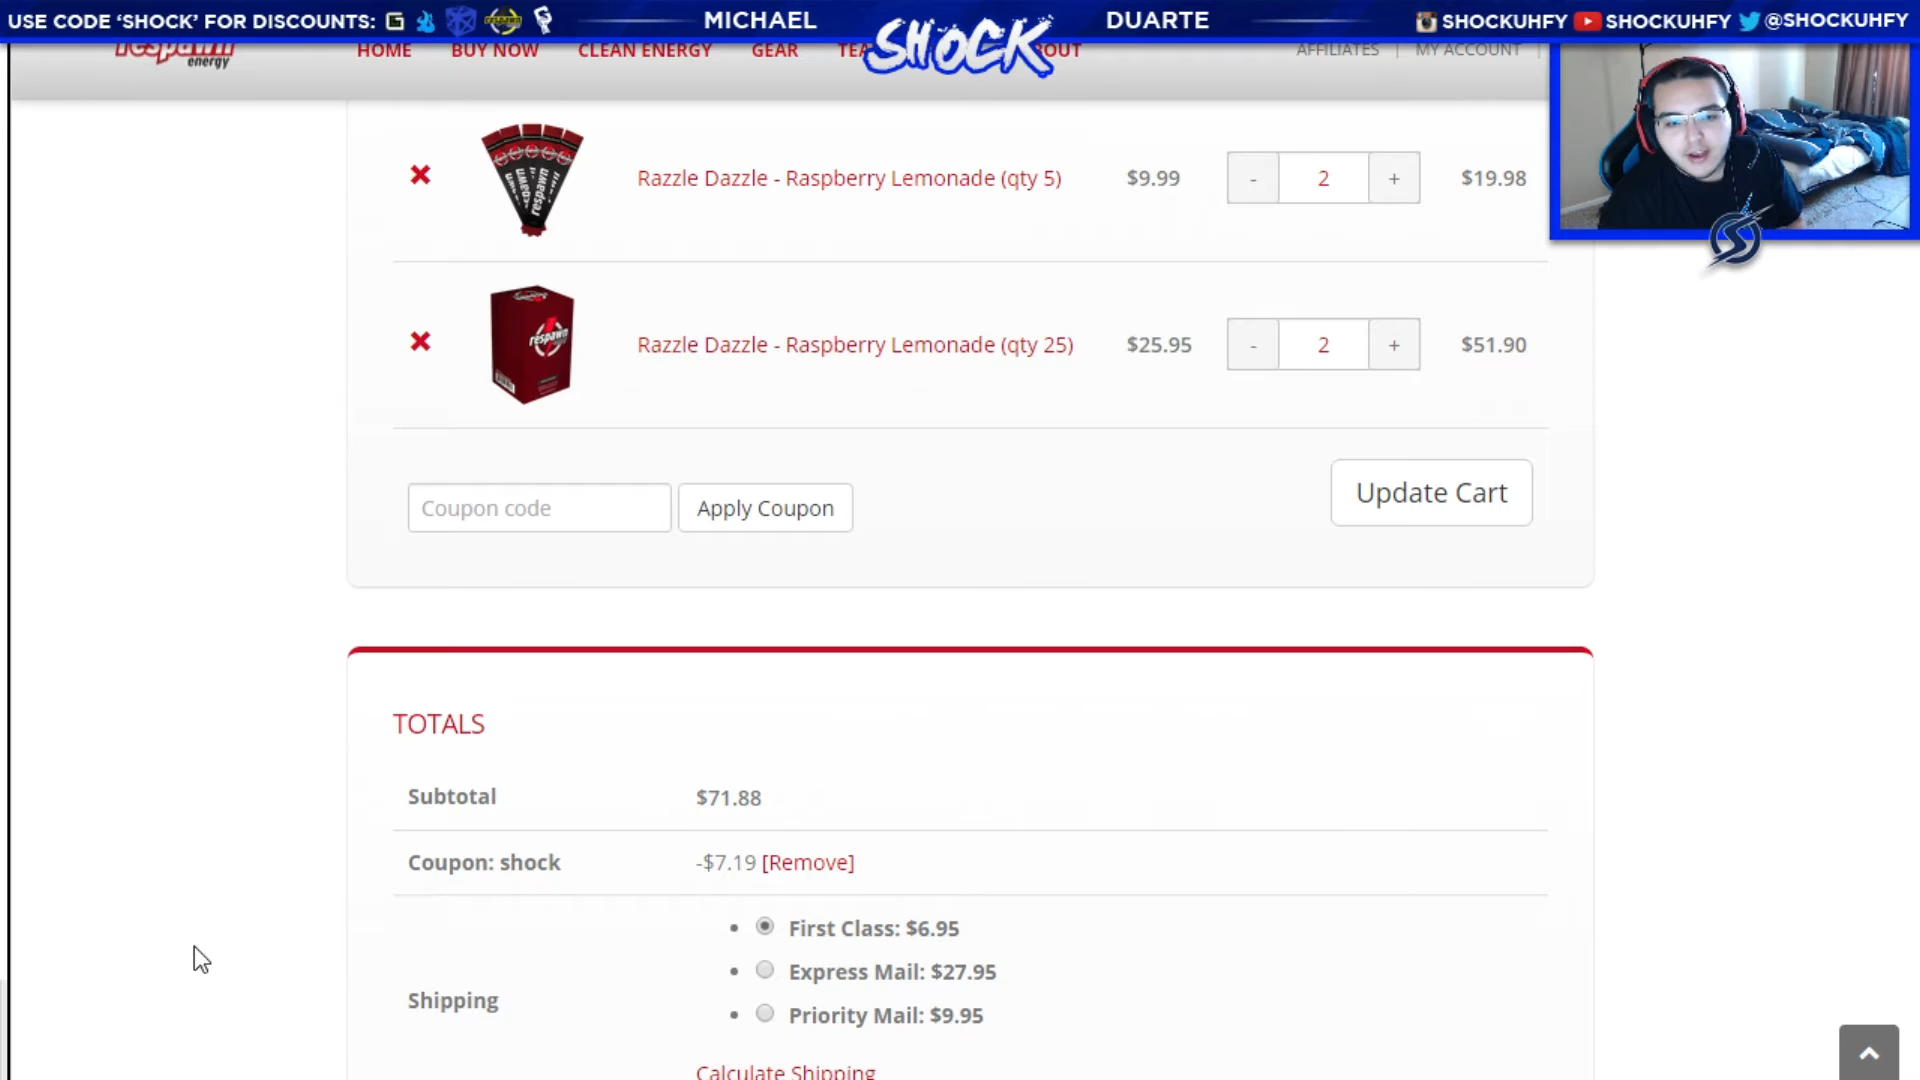 USE CODE 'SHOCK' FOR DISCOUNTS:
MICHAEL
SHOCK
DUARTE
SHOCKUHFY
SHOCKUHFY
@SHOCKUHFY
respawn
energy
HOME
BUY NOW
CLEAN ENERGY
GEAR
AFFILIATES
MY ACCOUNT
Razzle Dazzle - Raspberry Lemonade (qty 5)
$9.99
-
2
+
$19.98
respawn
Razzle Dazzle - Raspberry Lemonade (qty 25)
$25.95
-
2
+
$51.90
respawn
Coupon code
Apply Coupon
Update Cart
TOTALS
Subtotal
$71.88
Coupon: shock
-$7.19 [Remove]
Shipping
First Class: $6.95
Express Mail: $27.95
Priority Mail: $9.95
Calculate Shipping